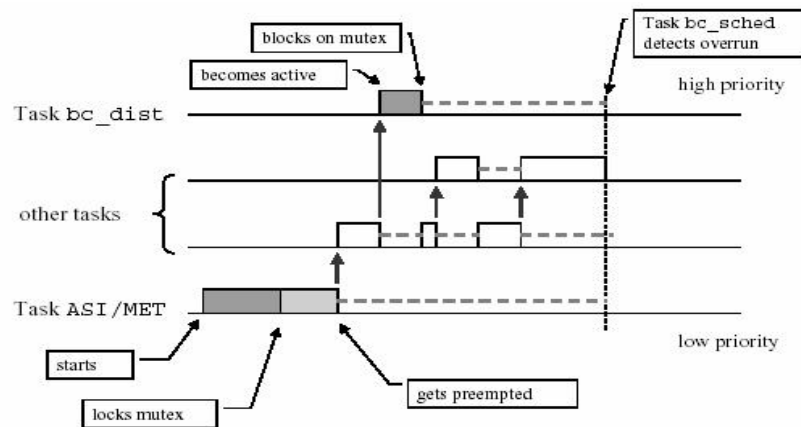 Task bc_sched
detects overrun
blocks on mutex
becomes active
high priority
Task bc_dist
other tasks
Task ASI/MET
low priority
starts
gets preempted
locks mutex